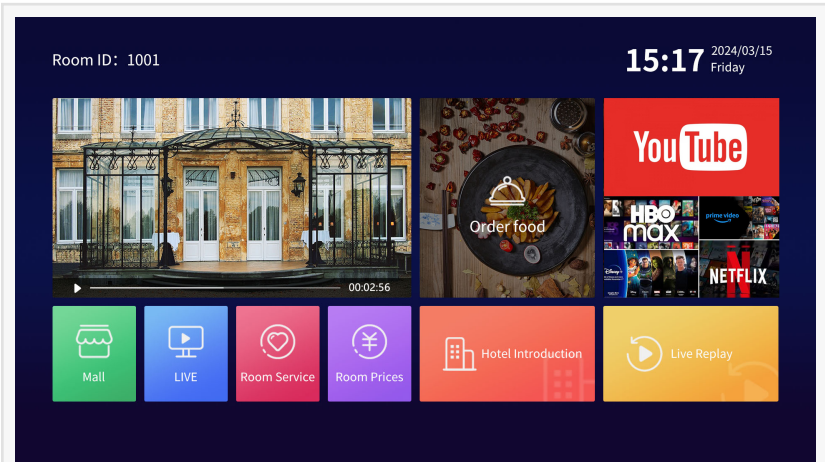 Room ID：1001
15:17
2024/03/15
Friday
Order food
YouTube
HBO
max
prime video
Disney+
NETFLIX
00:02:56
Mall
LIVE
Room Service
Room Prices
Hotel Introduction
Live Replay